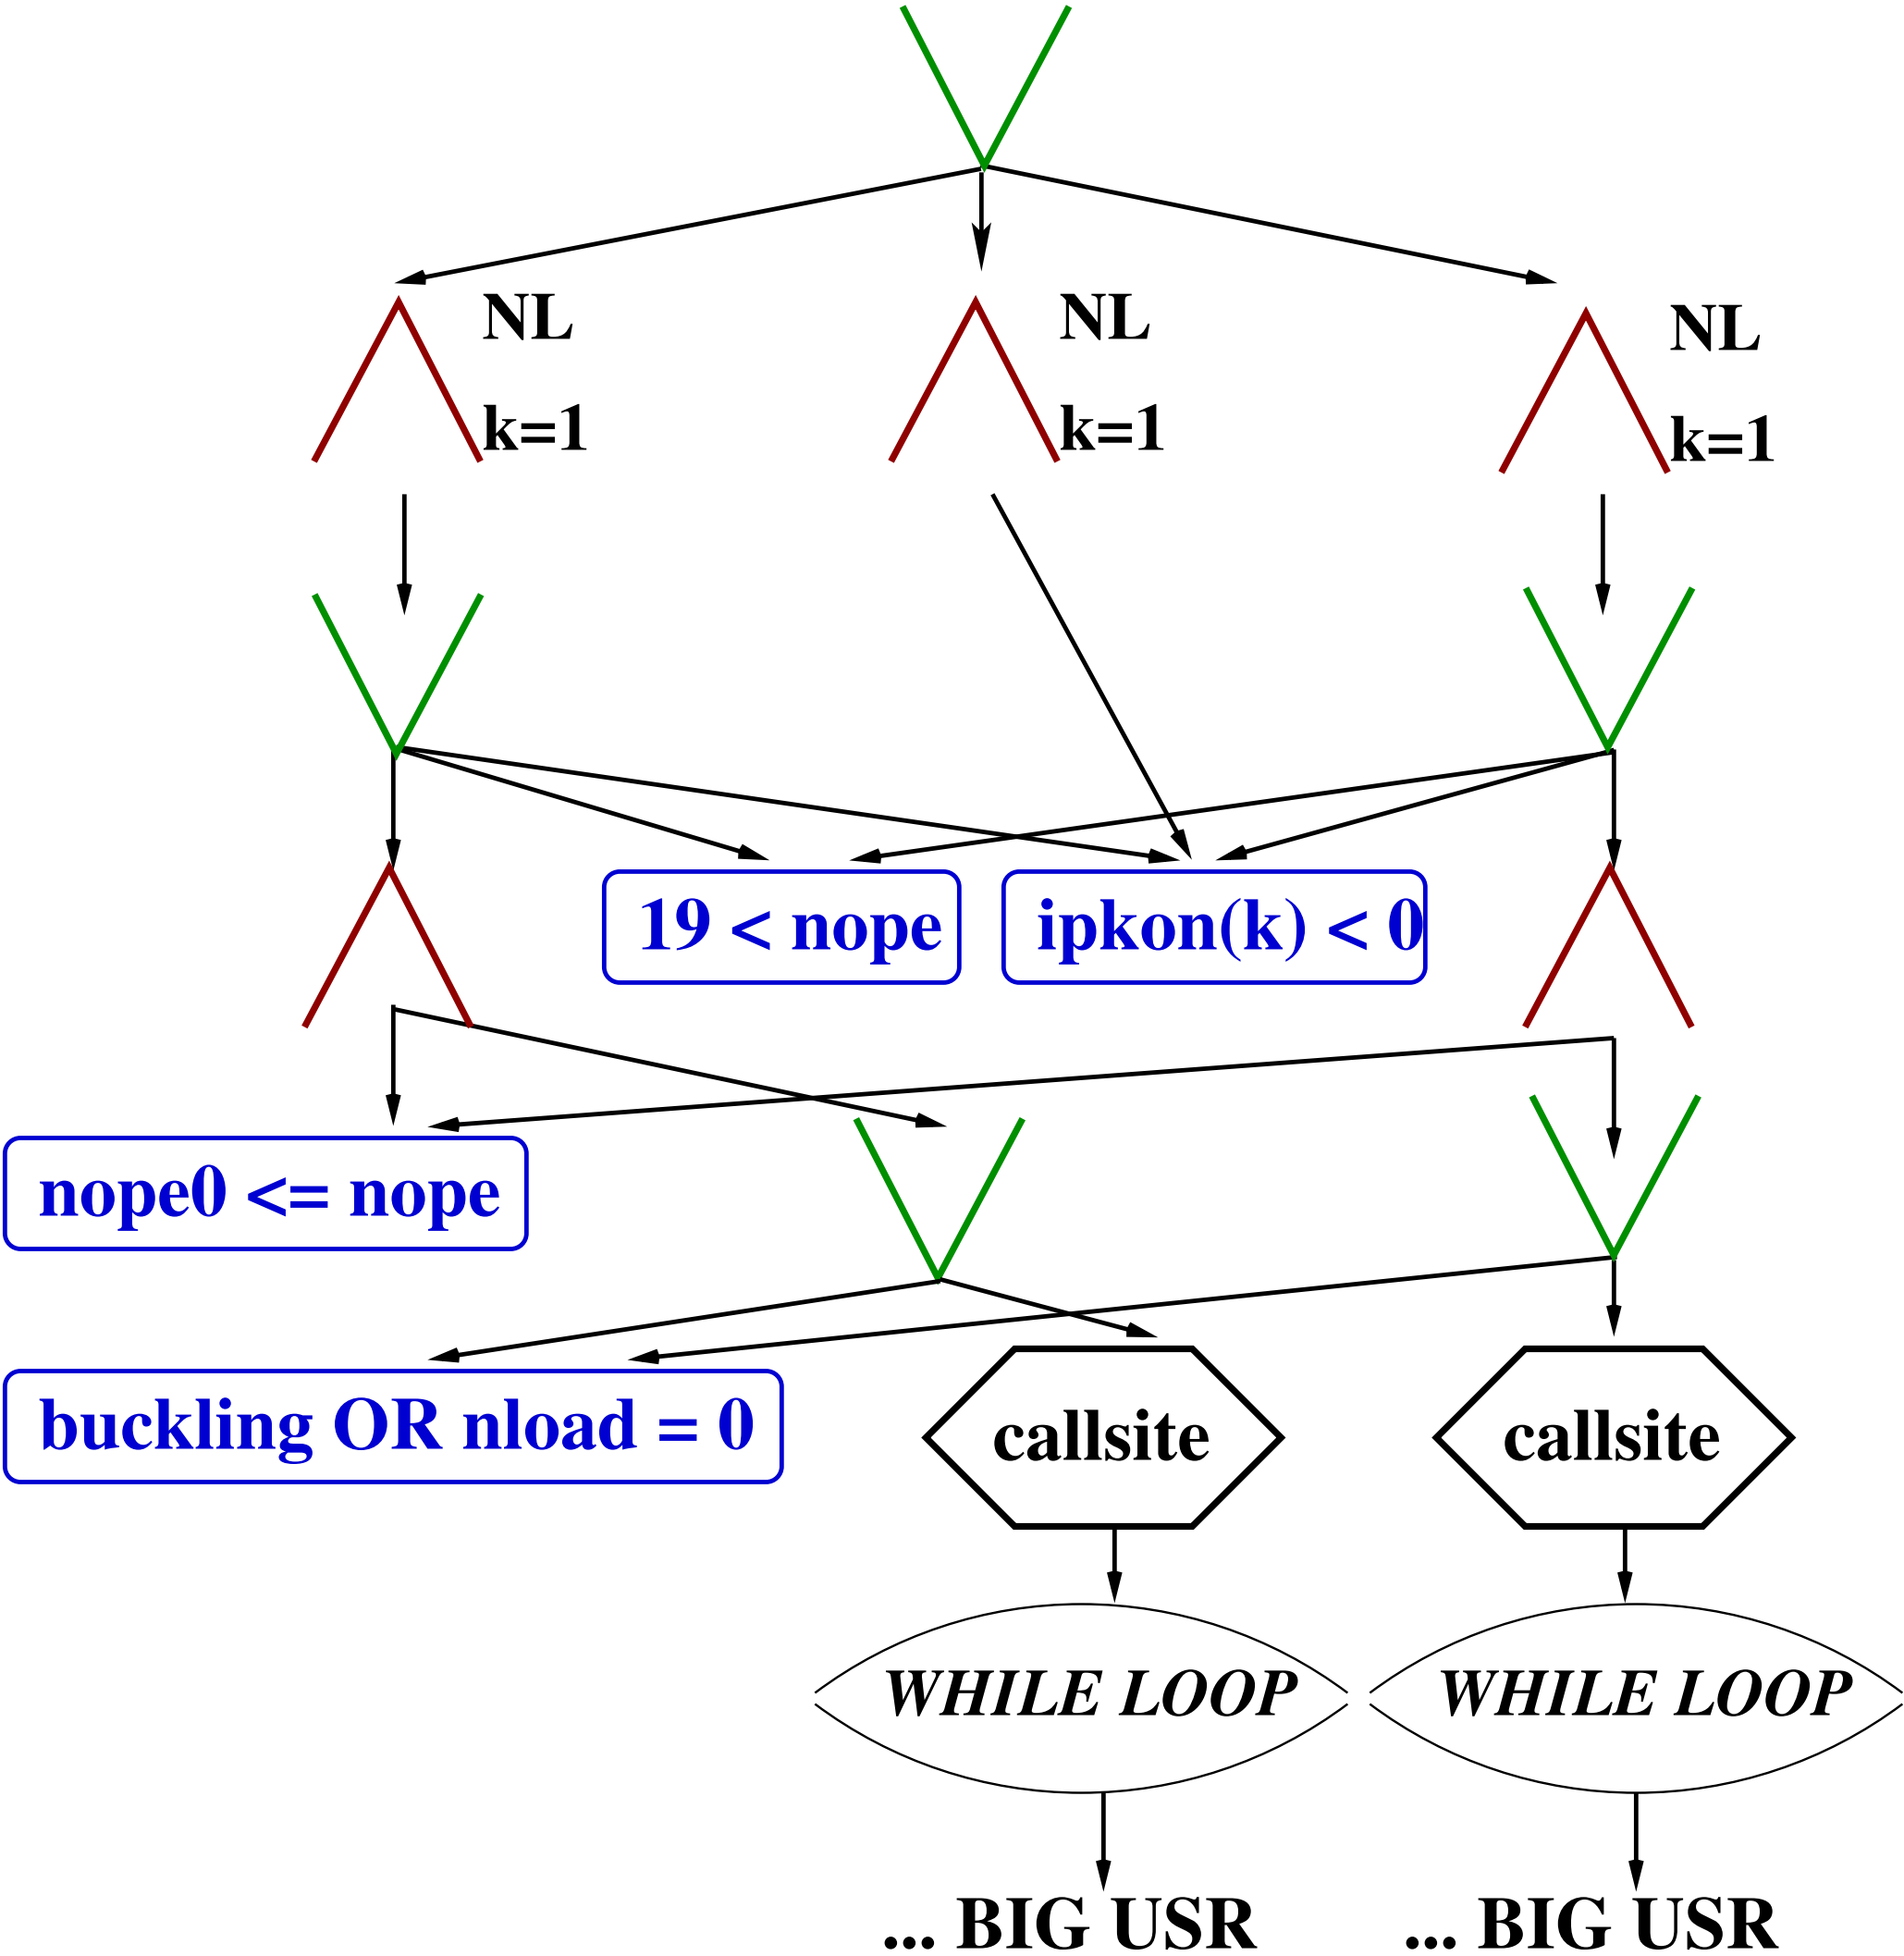 NL
NL
NL
k=1
k=1
k=1
19 < nope
ipkon(k) < 0
nope0 <= nope
buckling OR nload = 0
callsite
callsite
WHILE LOOP
WHILE LOOP
... BIG USR
... BIG USR